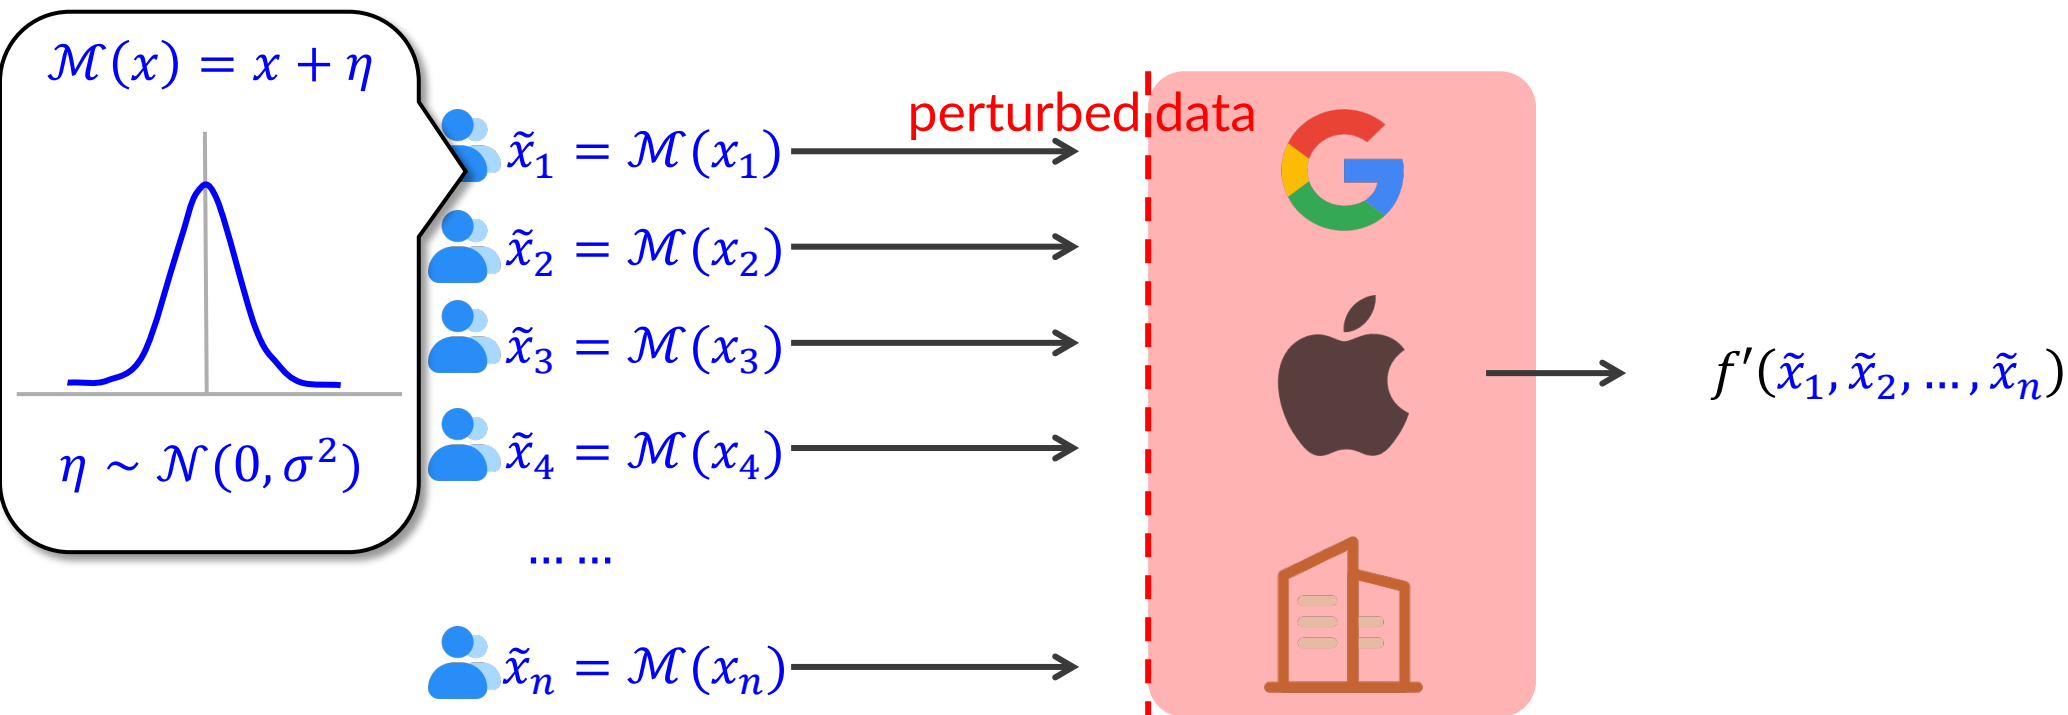 ℳ(x) = x + η
η ~ 𝒩(0, σ²)
perturbed data
x̃₁ = ℳ(x₁)
x̃₂ = ℳ(x₂)
x̃₃ = ℳ(x₃)
x̃₄ = ℳ(x₄)
... ...
x̃ₙ = ℳ(xₙ)
f′(x̃₁, x̃₂, ... , x̃ₙ)